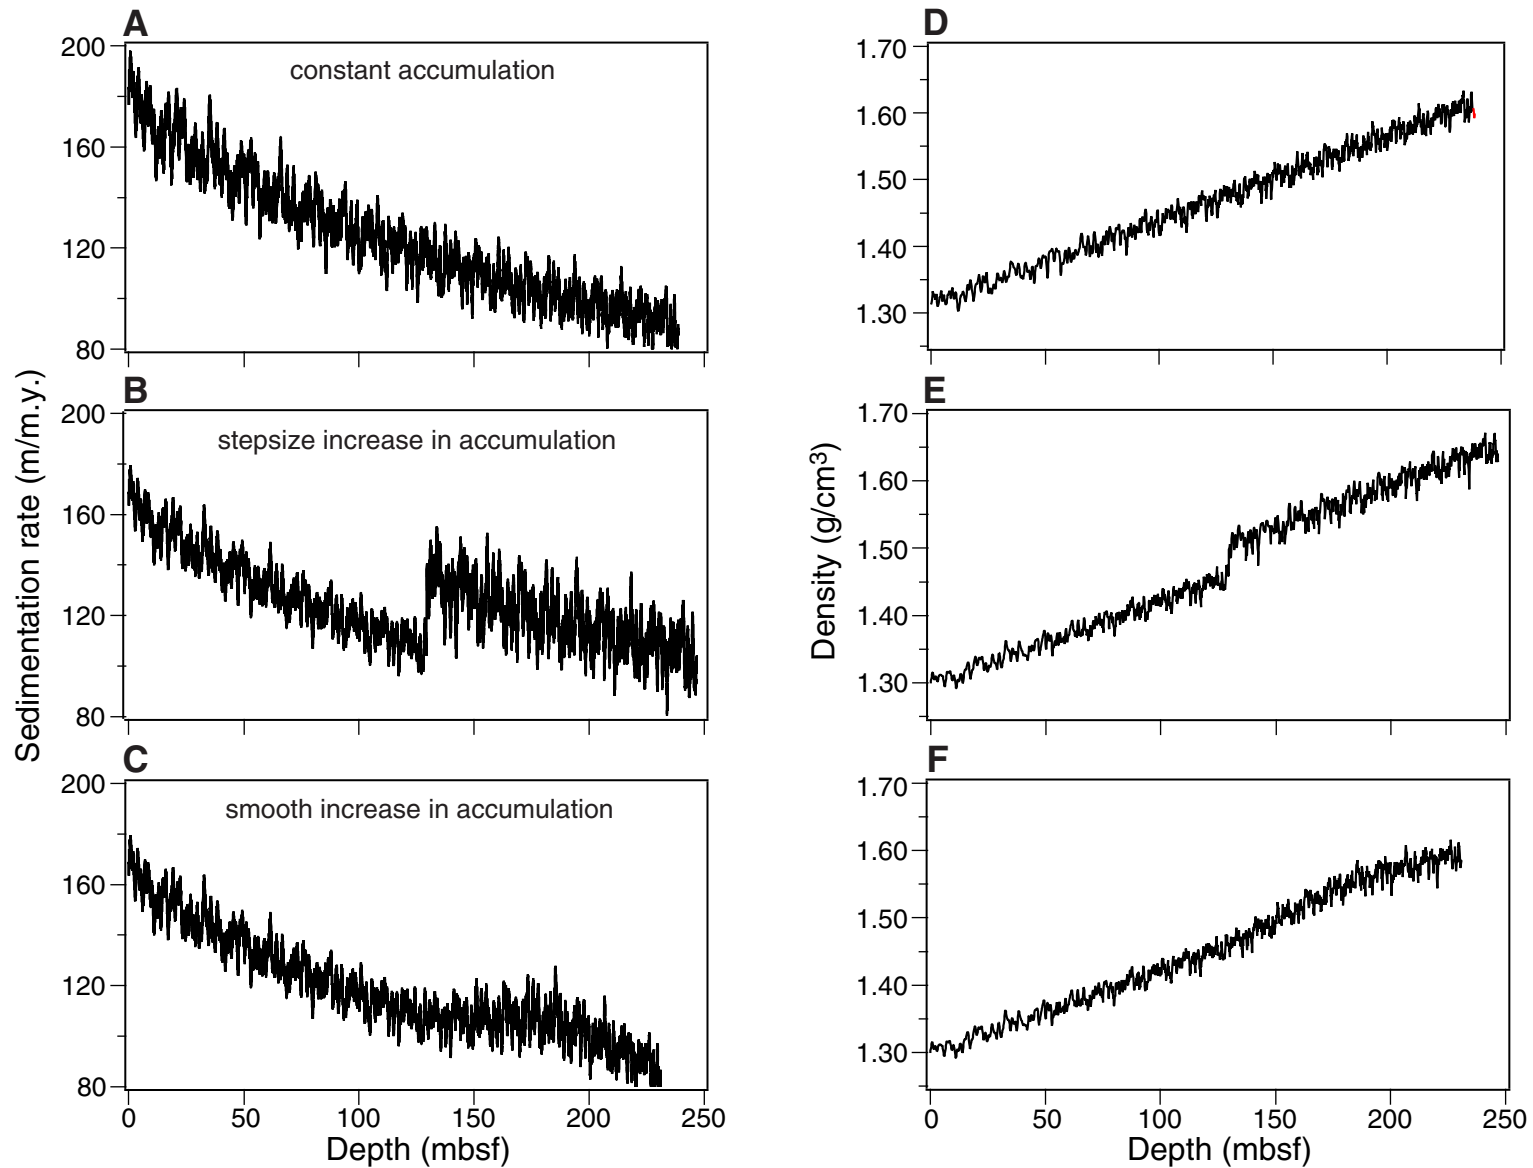 A
200
160
120
80
constant accumulation
D
1.70
1.60
1.50
1.40
1.30
B
200
160
120
80
stepsize increase in accumulation
E
1.70
1.60
1.50
1.40
1.30
Sedimentation rate (m/m.y.)
Density (g/cm³)
C
200
160
120
80
smooth increase in accumulation
0 50 100 150 200 250
Depth (mbsf)
F
1.70
1.60
1.50
1.40
1.30
0 50 100 150 200 250
Depth (mbsf)